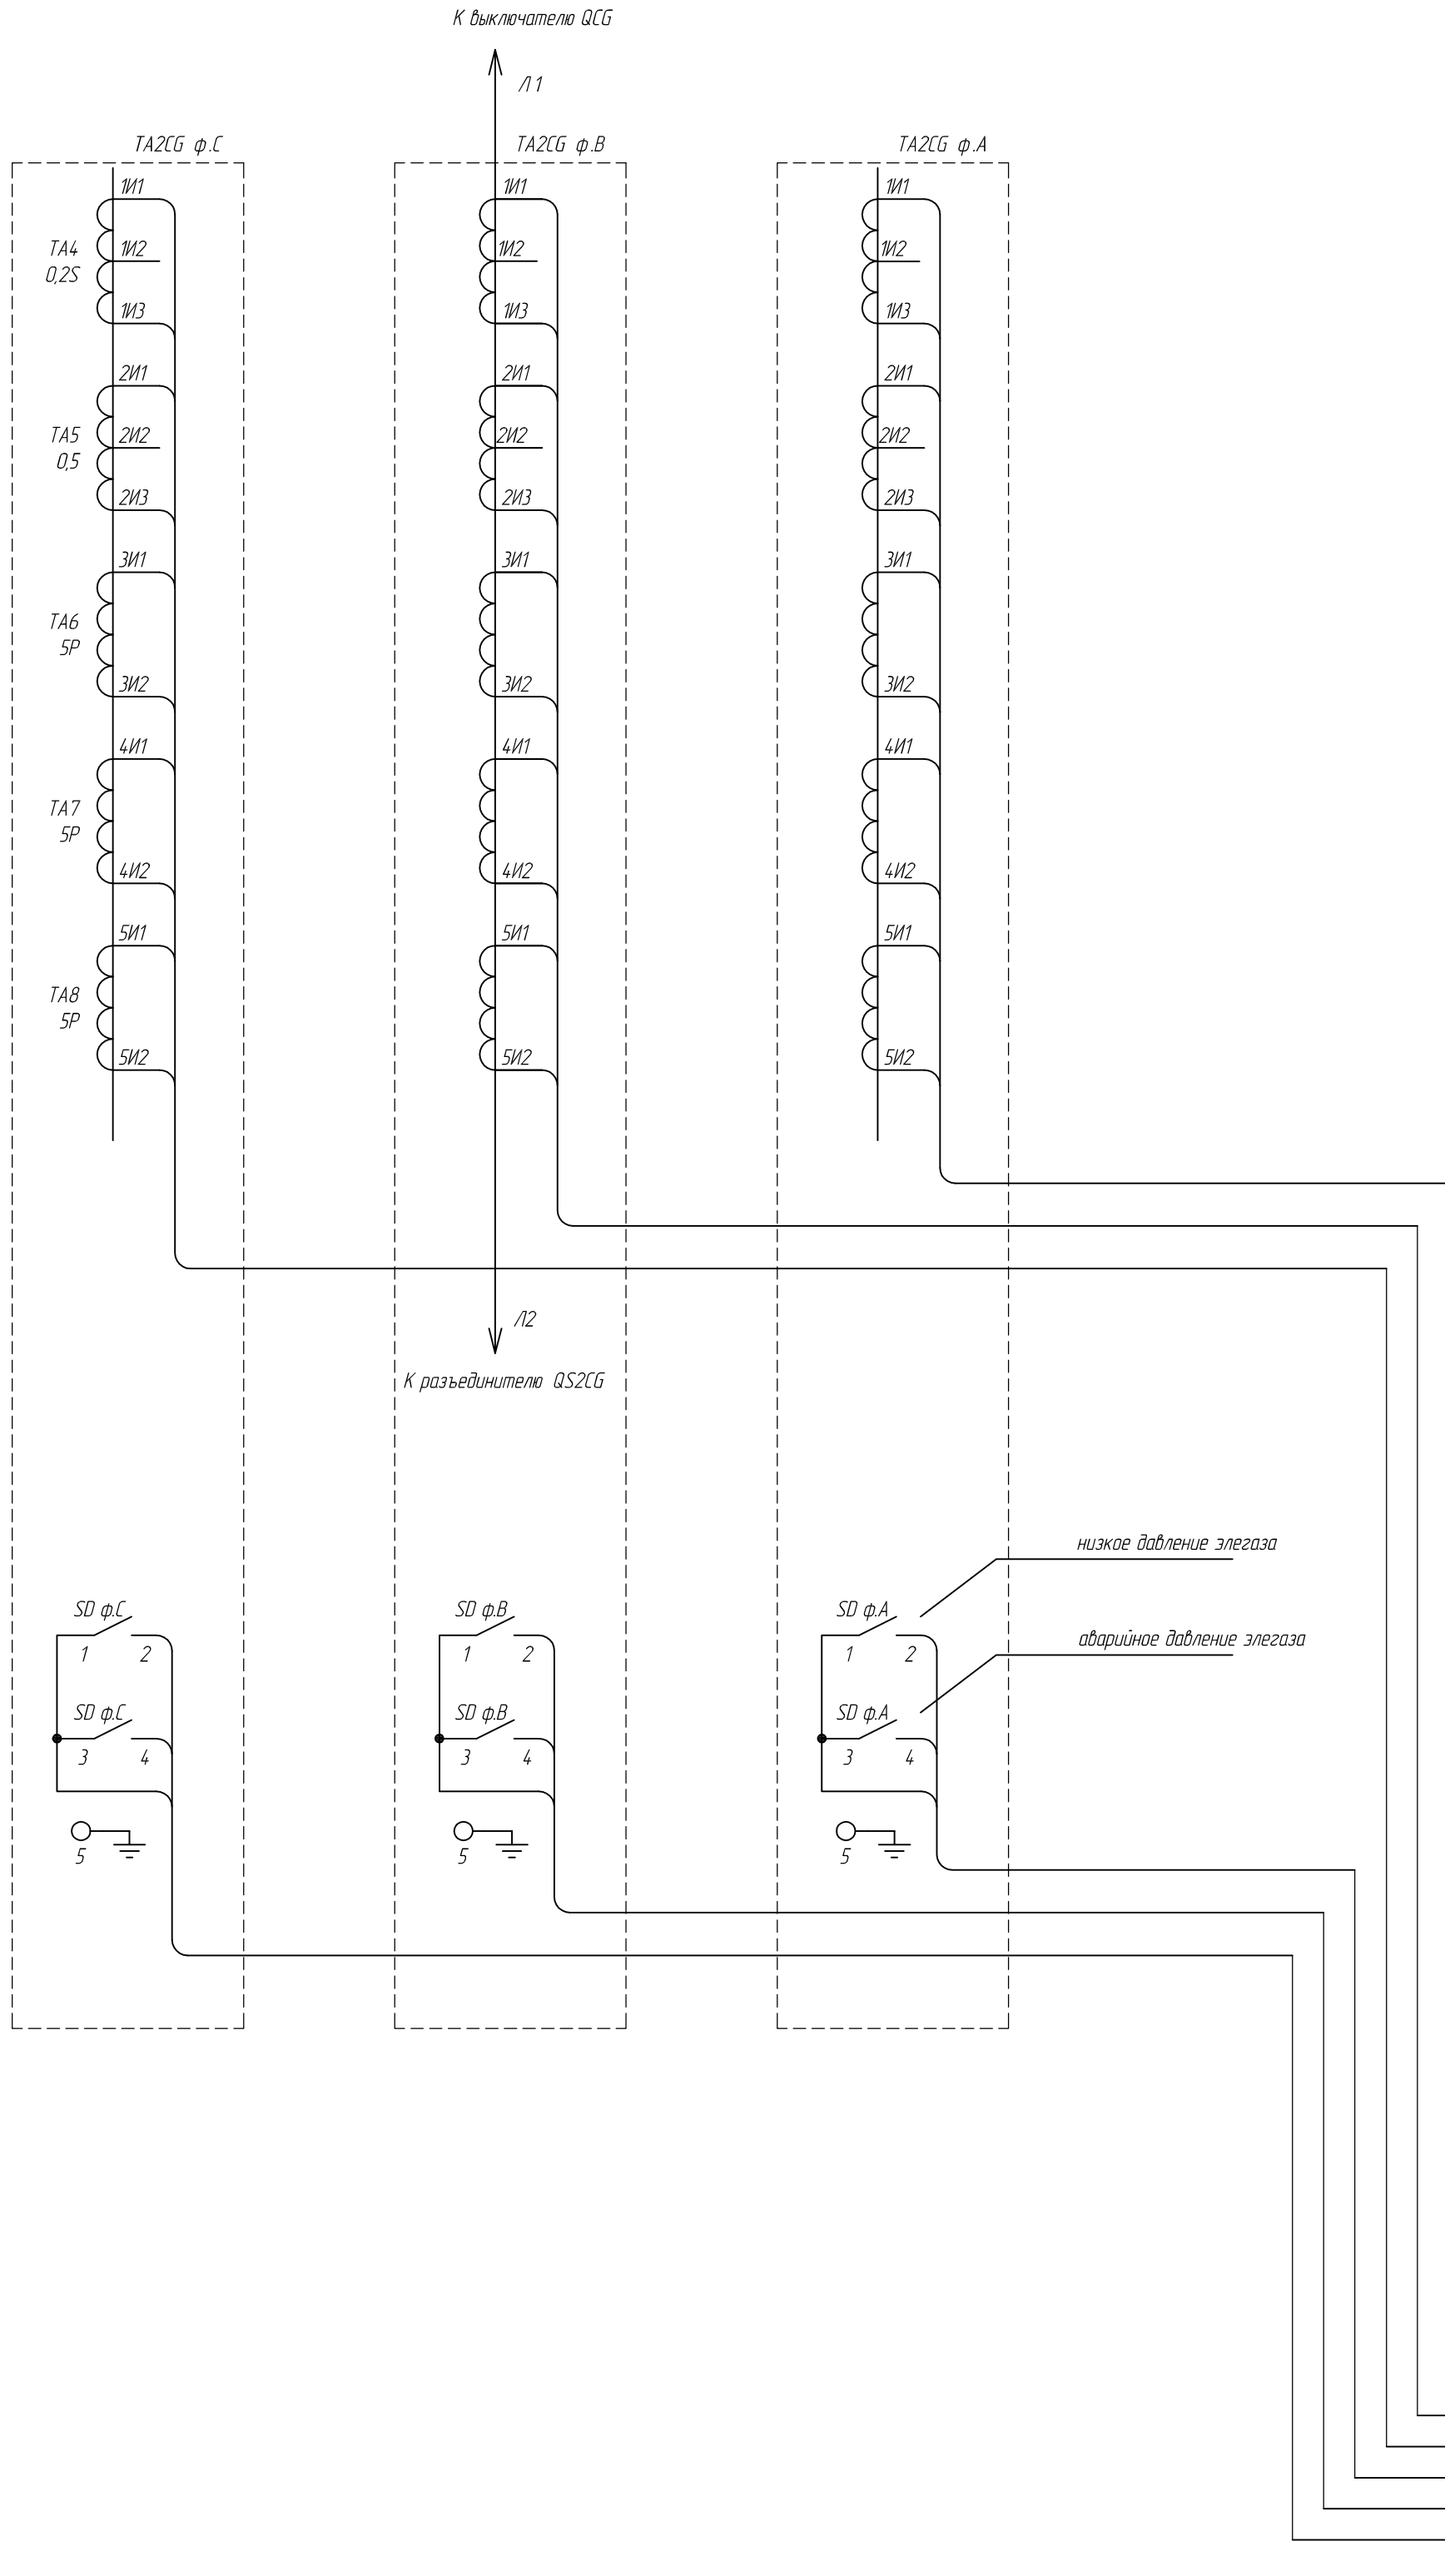 К выключателю QCG
Л1
TA2CG ф.C
TA2CG ф.B
TA2CG ф.A
1И1
1И1
1И1
TA4
0,2S
1И2
1И2
1И2
1И3
1И3
1И3
2И1
2И1
2И1
TA5
0,5
2И2
2И2
2И2
2И3
2И3
2И3
3И1
3И1
3И1
TA6
5P
3И2
3И2
3И2
4И1
4И1
4И1
TA7
5P
4И2
4И2
4И2
5И1
5И1
5И1
TA8
5P
5И2
5И2
5И2
Л2
К разъединителю QS2CG
низкое давление элегаза
SD ф.C
SD ф.B
SD ф.A
1 2
1 2
1 2
аварийное давление элегаза
SD ф.C
SD ф.B
SD ф.A
3 4
3 4
3 4
5
5
5